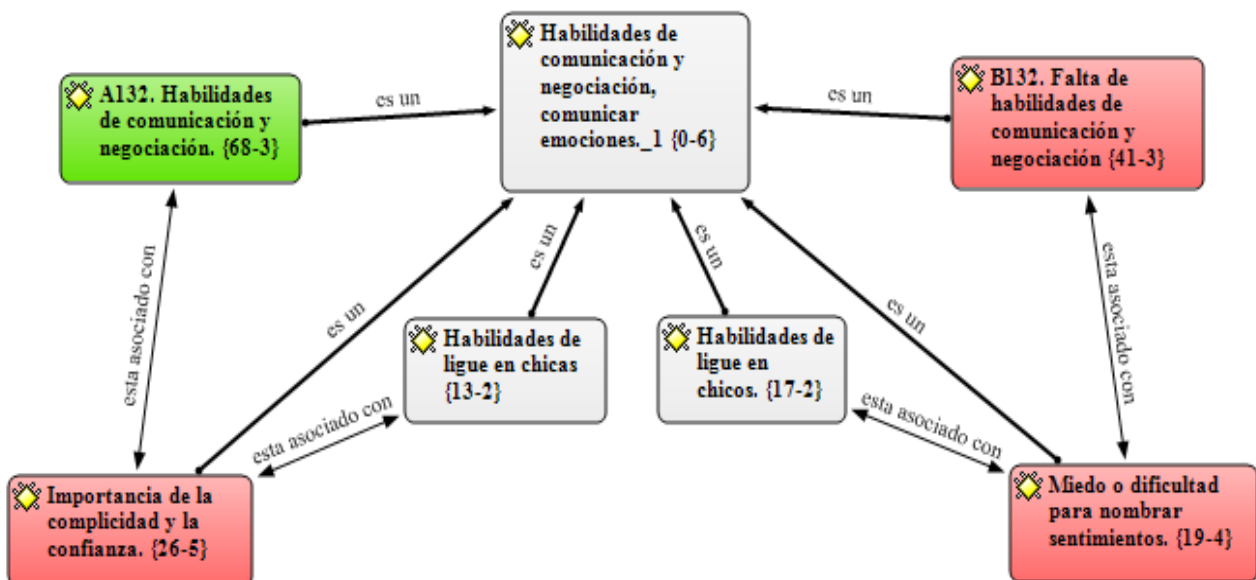 Habilidades de
comunicación y
negociación,
comunicar
emociones._1 {0-6}
A132. Habilidades
de comunicación y
negociación. {68-3}
B132. Falta de
habilidades de
comunicación y
negociación {41-3}
es un
es un
esta asociado con
es un
es un
es un
es un
esta asociado con
Habilidades de
ligue en chicas
{13-2}
Habilidades de
ligue en
chicos. {17-2}
esta asociado con
esta asociado con
Importancia de la
complicidad y la
confianza. {26-5}
Miedo o dificultad
para nombrar
sentimientos. {19-4}